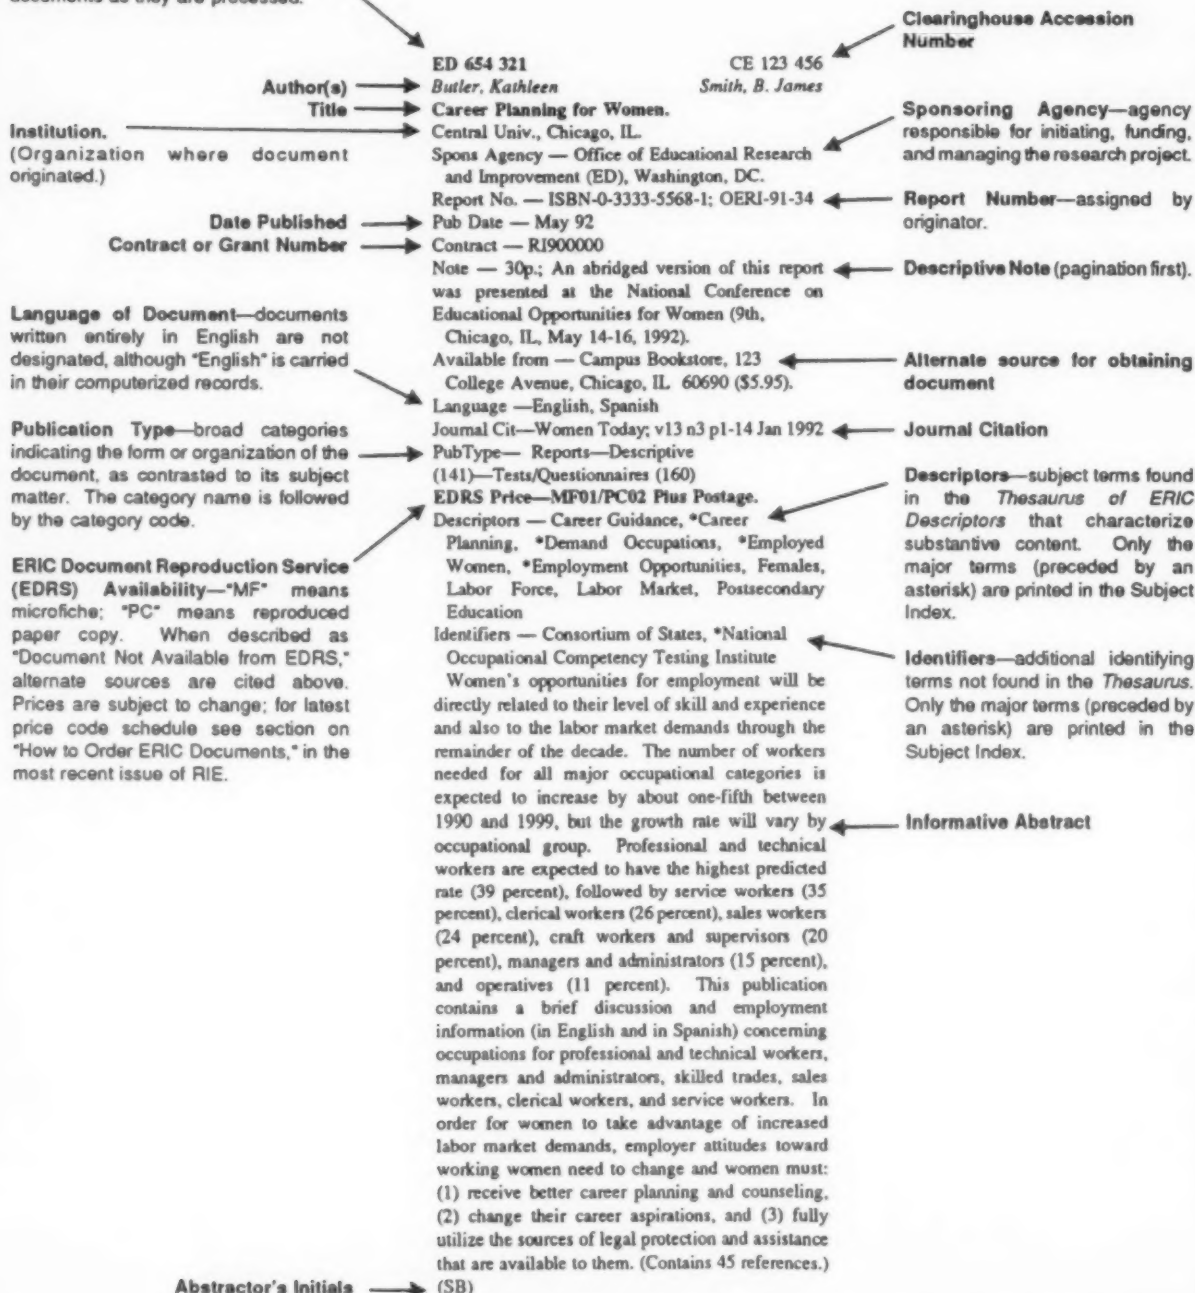 documents as they are processed.
Clearinghouse Accession
Number
ED 654 321 CE 123 456
Author(s) Butler, Kathleen Smith, B. James
Title Career Planning for Women.
Institution. Central Univ., Chicago, IL.
(Organization where document
originated.)
Spons Agency — Office of Educational Research
and Improvement (ED), Washington, DC.
Sponsoring Agency—agency
responsible for initiating, funding,
and managing the research project.
Report No. — ISBN-0-3333-5568-1; OERI-91-34
Report Number—assigned by
originator.
Date Published Pub Date — May 92
Contract or Grant Number Contract — RI900000
Note — 30p.; An abridged version of this report
was presented at the National Conference on
Educational Opportunities for Women (9th,
Chicago, IL, May 14-16, 1992).
Descriptive Note (pagination first).
Language of Document—documents
written entirely in English are not
designated, although "English" is carried
in their computerized records.
Available from — Campus Bookstore, 123
College Avenue, Chicago, IL 60690 ($5.95).
Alternate source for obtaining
document
Language —English, Spanish
Journal Cit—Women Today; v13 n3 p1-14 Jan 1992
Journal Citation
Publication Type—broad categories
indicating the form or organization of the
document, as contrasted to its subject
matter. The category name is followed
by the category code.
PubType— Reports—Descriptive
(141)—Tests/Questionnaires (160)
EDRS Price—MF01/PC02 Plus Postage.
Descriptors — Career Guidance, *Career
Planning, *Demand Occupations, *Employed
Women, *Employment Opportunities, Females,
Labor Force, Labor Market, Postsecondary
Education
Descriptors—subject terms found
in the Thesaurus of ERIC
Descriptors that characterize
substantive content. Only the
major terms (preceded by an
asterisk) are printed in the Subject
Index.
ERIC Document Reproduction Service
(EDRS) Availability—"MF" means
microfiche; "PC" means reproduced
paper copy. When described as
"Document Not Available from EDRS,"
alternate sources are cited above.
Prices are subject to change; for latest
price code schedule see section on
"How to Order ERIC Documents," in the
most recent issue of RIE.
Identifiers — Consortium of States, *National
Occupational Competency Testing Institute
Identifiers—additional identifying
terms not found in the Thesaurus.
Only the major terms (preceded by
an asterisk) are printed in the
Subject Index.
Women's opportunities for employment will be
directly related to their level of skill and experience
and also to the labor market demands through the
remainder of the decade. The number of workers
needed for all major occupational categories is
expected to increase by about one-fifth between
1990 and 1999, but the growth rate will vary by
occupational group. Professional and technical
workers are expected to have the highest predicted
rate (39 percent), followed by service workers (35
percent), clerical workers (26 percent), sales workers
(24 percent), craft workers and supervisors (20
percent), managers and administrators (15 percent),
and operatives (11 percent). This publication
contains a brief discussion and employment
information (in English and in Spanish) concerning
occupations for professional and technical workers,
managers and administrators, skilled trades, sales
workers, clerical workers, and service workers. In
order for women to take advantage of increased
labor market demands, employer attitudes toward
working women need to change and women must:
(1) receive better career planning and counseling,
(2) change their career aspirations, and (3) fully
utilize the sources of legal protection and assistance
that are available to them. (Contains 45 references.)
Informative Abstract
Abstractor's Initials (SB)